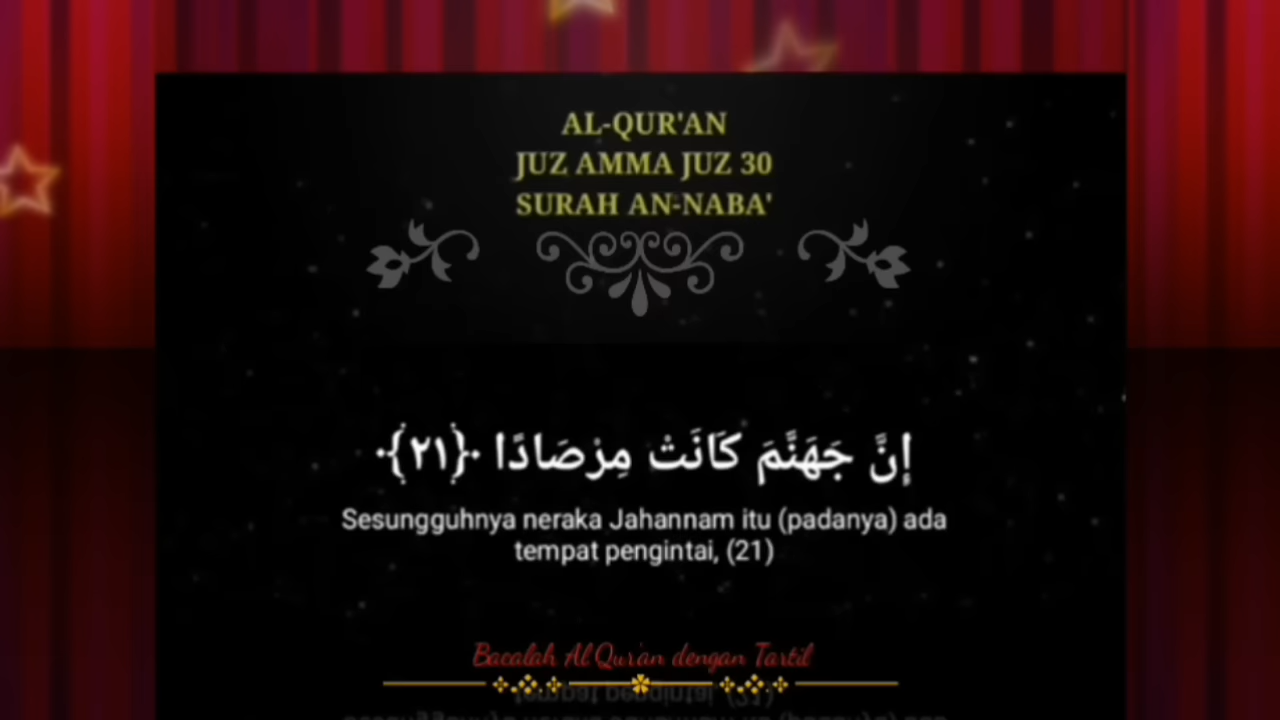 AL-QUR'AN
JUZ AMMA JUZ 30
SURAH AN-NABA'
إِنَّ جَهَنَّمَ كَانَتْ مِرْصَادًا ﴿٢١﴾
Sesungguhnya neraka Jahannam itu (padanya) ada
tempat pengintai, (21)
Bacalah Al Qur'an dengan Tartil